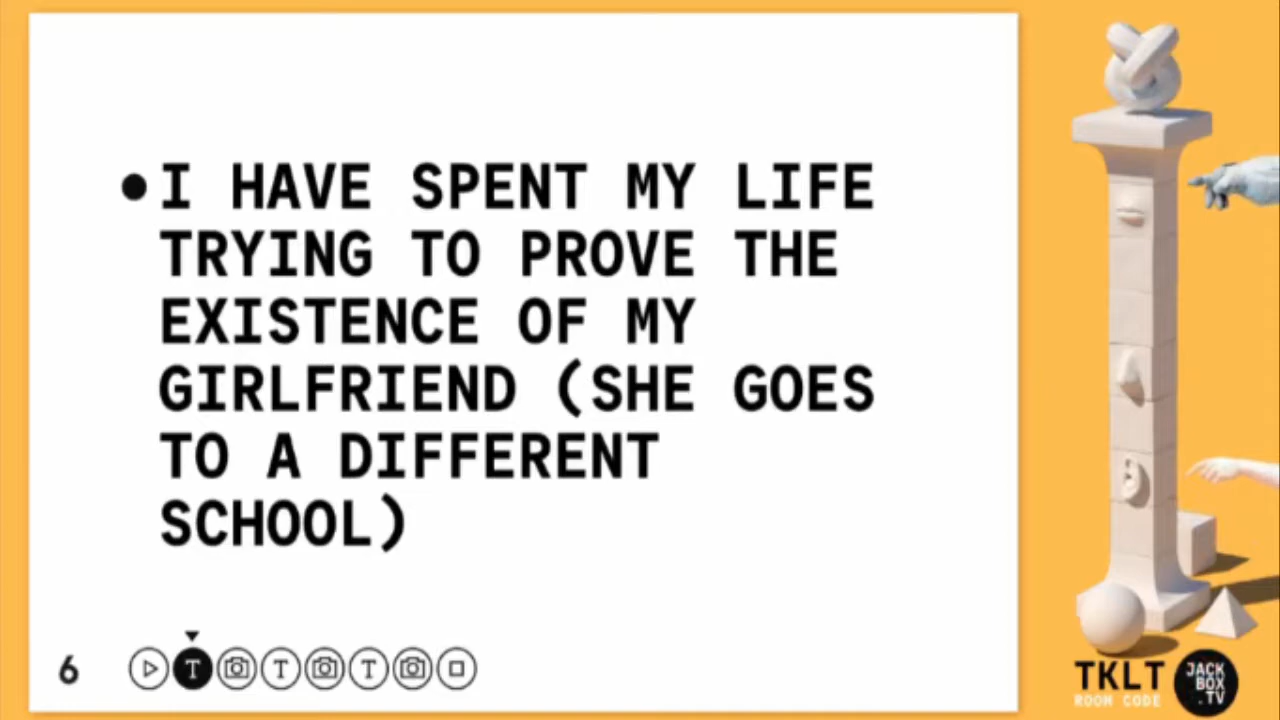 • I HAVE SPENT MY LIFE
TRYING TO PROVE THE
EXISTENCE OF MY
GIRLFRIEND (SHE GOES
TO A DIFFERENT
SCHOOL)
6
T T T
TKLT
ROOM CODE
JACK
BOX
.TV